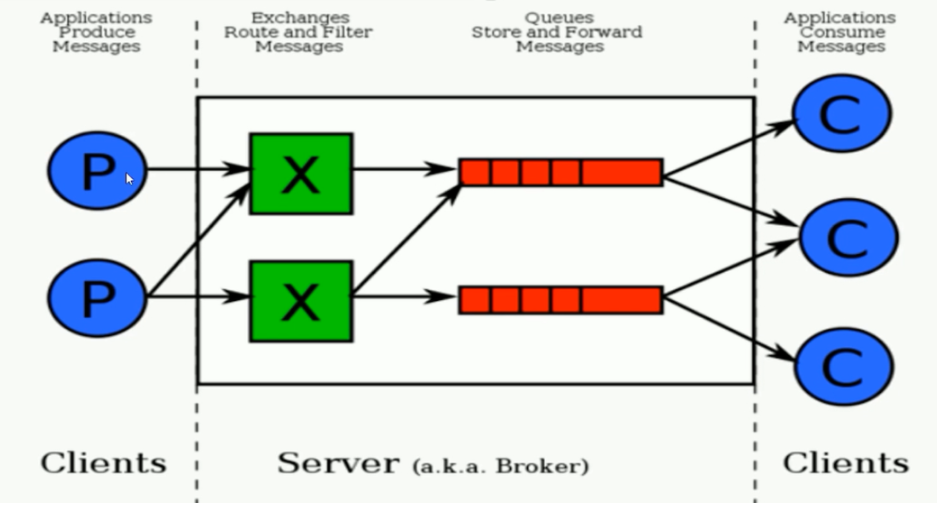 Applications
Produce
Messages
Exchanges
Route and Filter
Messages
Queues
Store and Forward
Messages
Applications
Consume
Messages
P
X
C
C
P
X
C
Clients
Server (a.k.a. Broker)
Clients